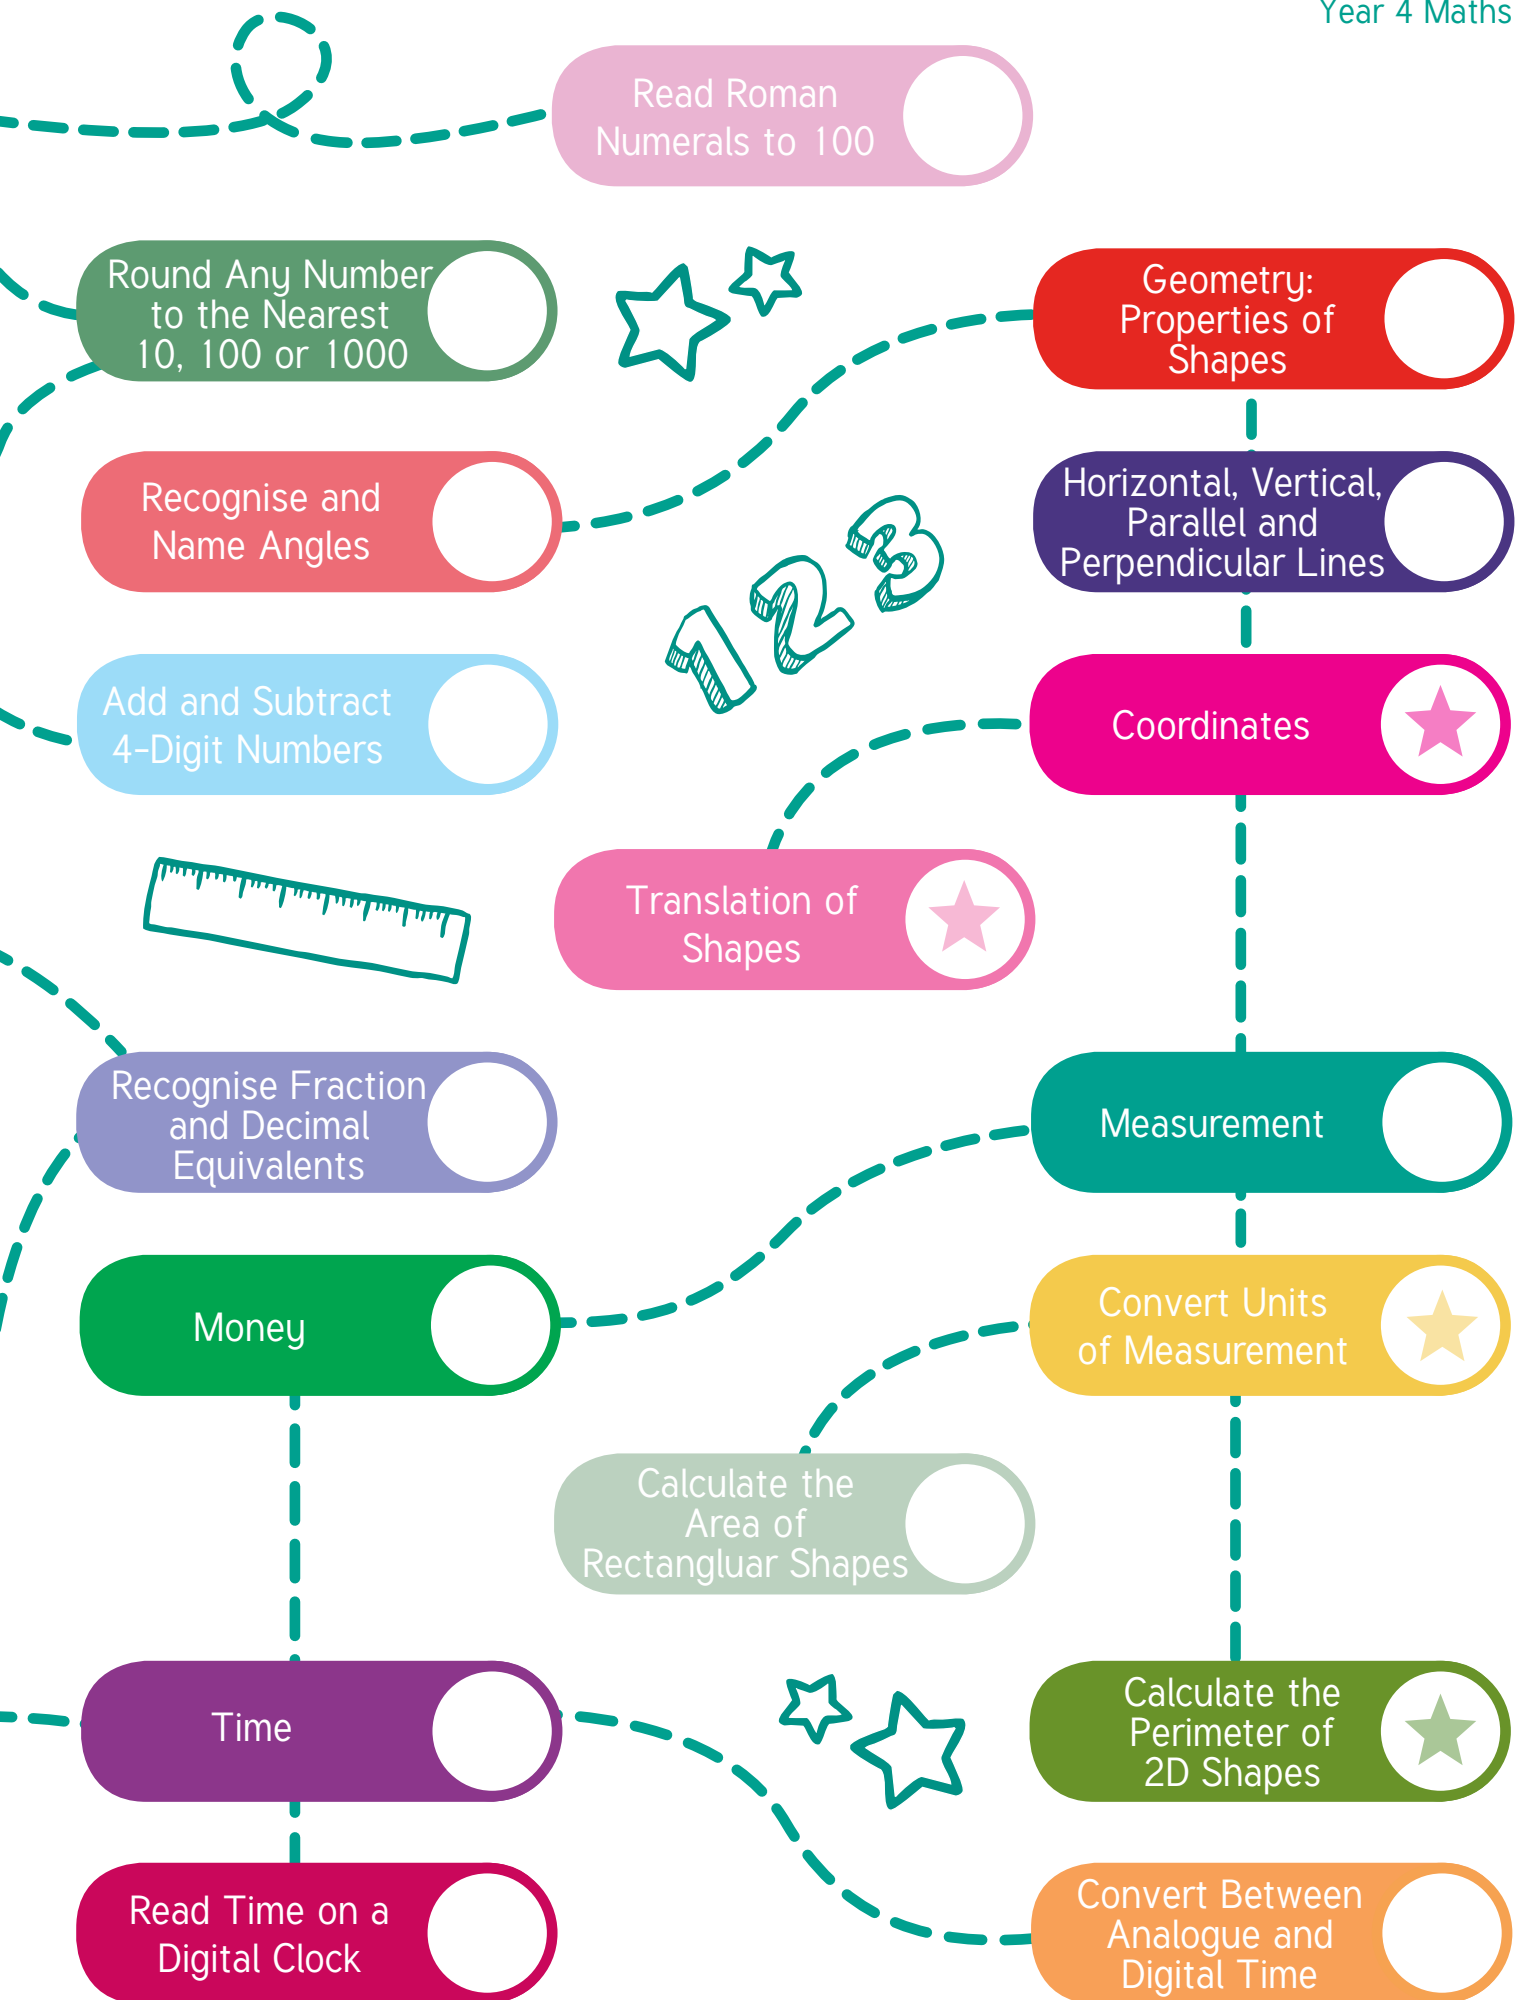 Year 4 Maths
Read Roman
Numerals to 100
Round Any Number
to the Nearest
10, 100 or 1000
Geometry:
Properties of
Shapes
Recognise and
Name Angles
Horizontal, Vertical,
Parallel and
Perpendicular Lines
1 2 3
Add and Subtract
4-Digit Numbers
Coordinates
Translation of
Shapes
Recognise Fraction
and Decimal
Equivalents
Measurement
Money
Convert Units
of Measurement
Calculate the
Area of
Rectangluar Shapes
Time
Calculate the
Perimeter of
2D Shapes
Read Time on a
Digital Clock
Convert Between
Analogue and
Digital Time